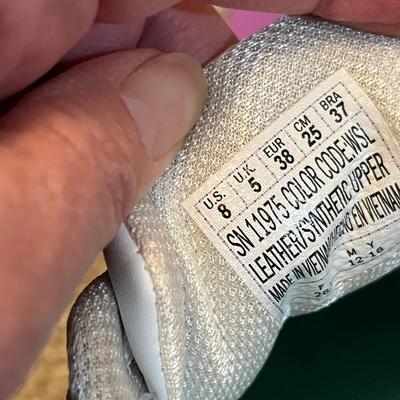 U.S. U.K EUR CM BRA
8 5 38 25 37
SN 11975 COLOR CODE:WSL
LEATHER/SYNTHETIC UPPER
MADE IN VIETNAM EN VIETNAM
F M Y
12-16